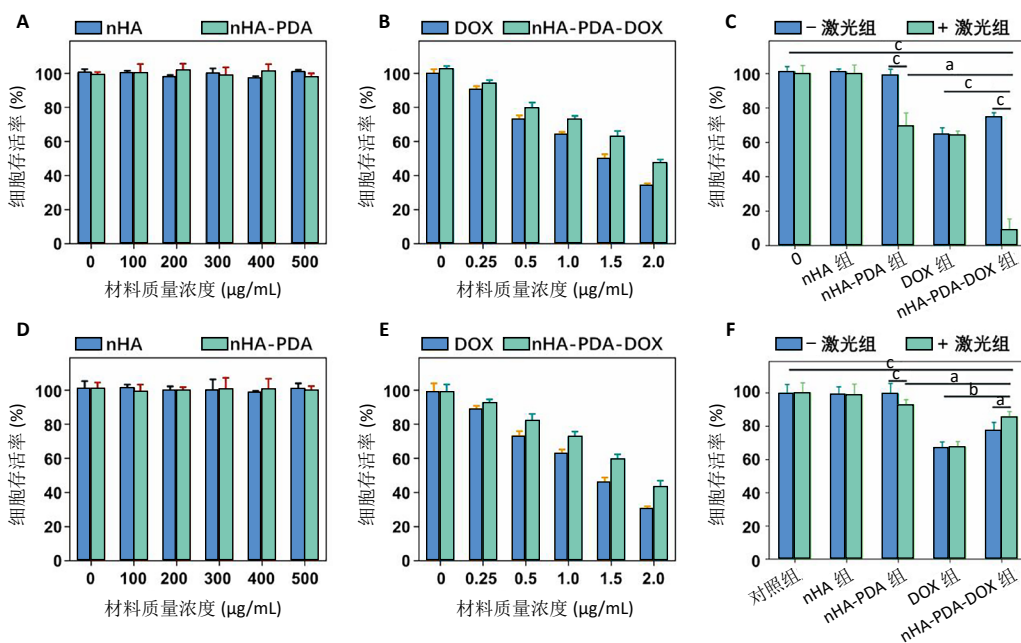 A
nHA
nHA-PDA
细胞存活率 (%)
100
80
60
40
20
0
0 100 200 300 400 500
材料质量浓度 (μg/mL)
B
DOX
nHA-PDA-DOX
细胞存活率 (%)
100
80
60
40
20
0
0 0.25 0.5 1.0 1.5 2.0
材料质量浓度 (μg/mL)
C
− 激光组
+ 激光组
c
a
c
c
c
细胞存活率 (%)
100
80
60
40
20
0
0
nHA 组
nHA-PDA 组
DOX 组
nHA-PDA-DOX 组
D
nHA
nHA-PDA
细胞存活率 (%)
100
80
60
40
20
0
0 100 200 300 400 500
材料质量浓度 (μg/mL)
E
DOX
nHA-PDA-DOX
细胞存活率 (%)
100
80
60
40
20
0
0 0.25 0.5 1.0 1.5 2.0
材料质量浓度 (μg/mL)
F
− 激光组
+ 激光组
c
c
a
b
a
细胞存活率 (%)
100
80
60
40
20
0
对照组
nHA 组
nHA-PDA 组
DOX 组
nHA-PDA-DOX 组